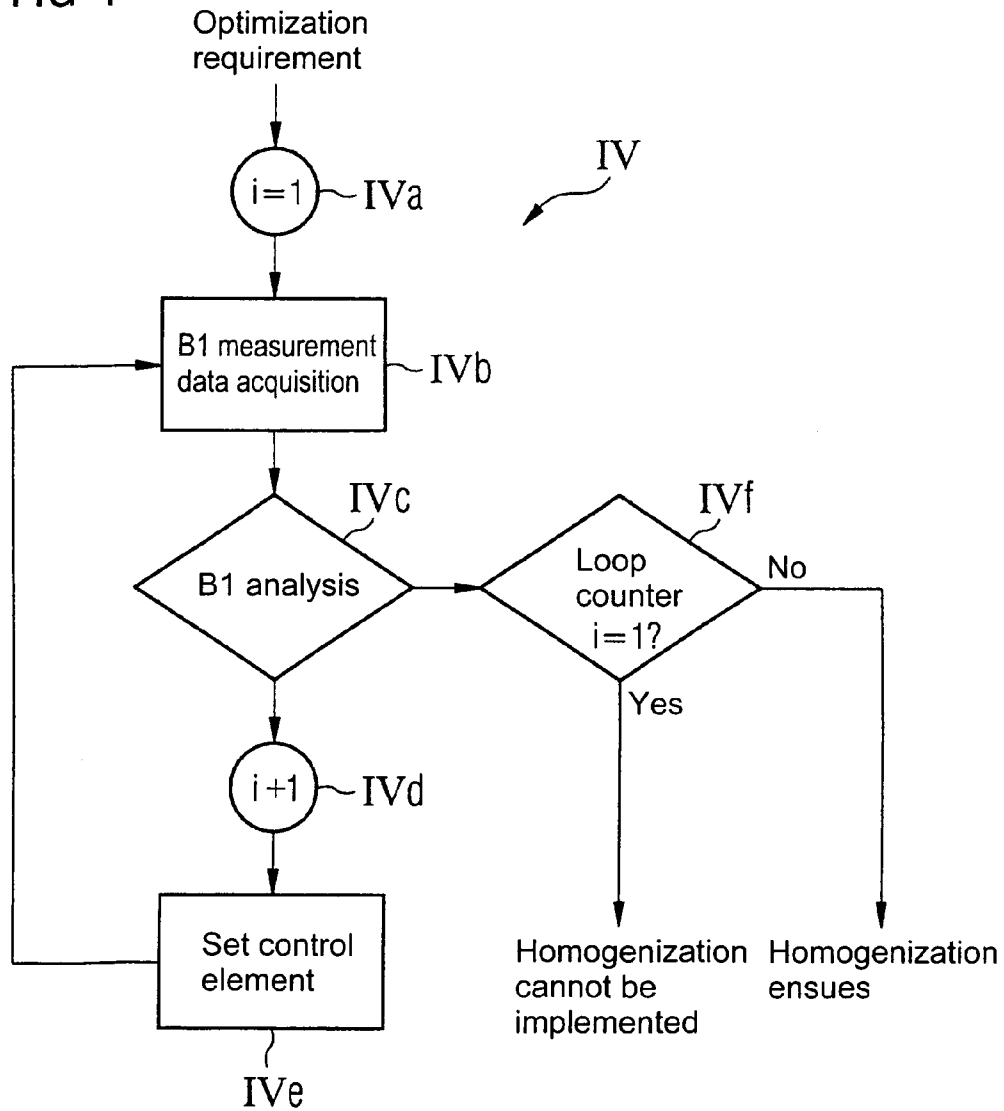 Optimization
requirement
i=1
IVa
IV
B1 measurement
data acquisition
IVb
IVc
B1 analysis
IVf
Loop
counter
i=1?
No
Yes
i+1
IVd
Set control
element
IVe
Homogenization
cannot be
implemented
Homogenization
ensues